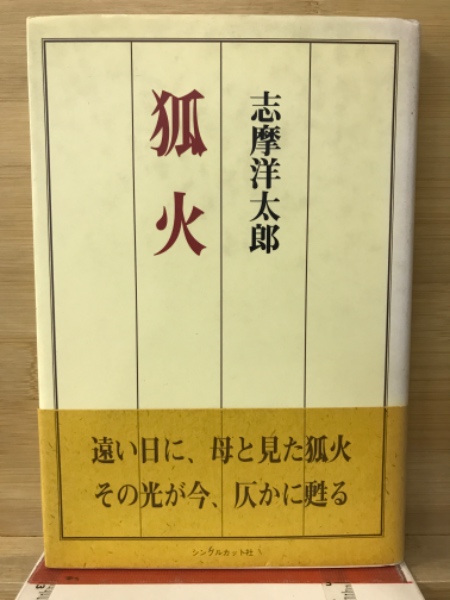 志摩洋太郎
狐火
遠い日に、母と見た狐火
その光が今、仄かに甦る
シングルカット社